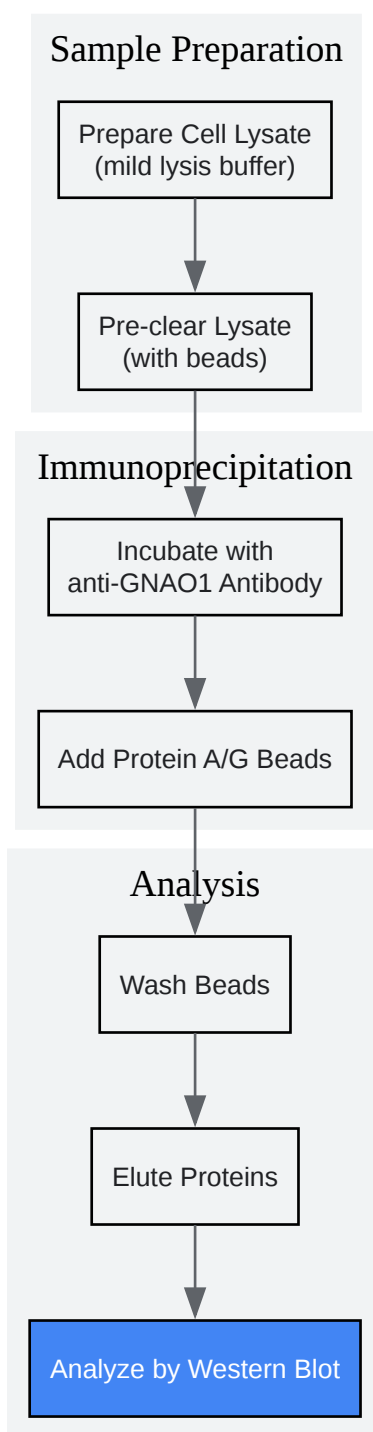 Sample Preparation
Prepare Cell Lysate
(mild lysis buffer)
Pre-clear Lysate
(with beads)
Immunoprecipitation
Incubate with
anti-GNAO1 Antibody
Add Protein A/G Beads
Analysis
Wash Beads
Elute Proteins
Analyze by Western Blot